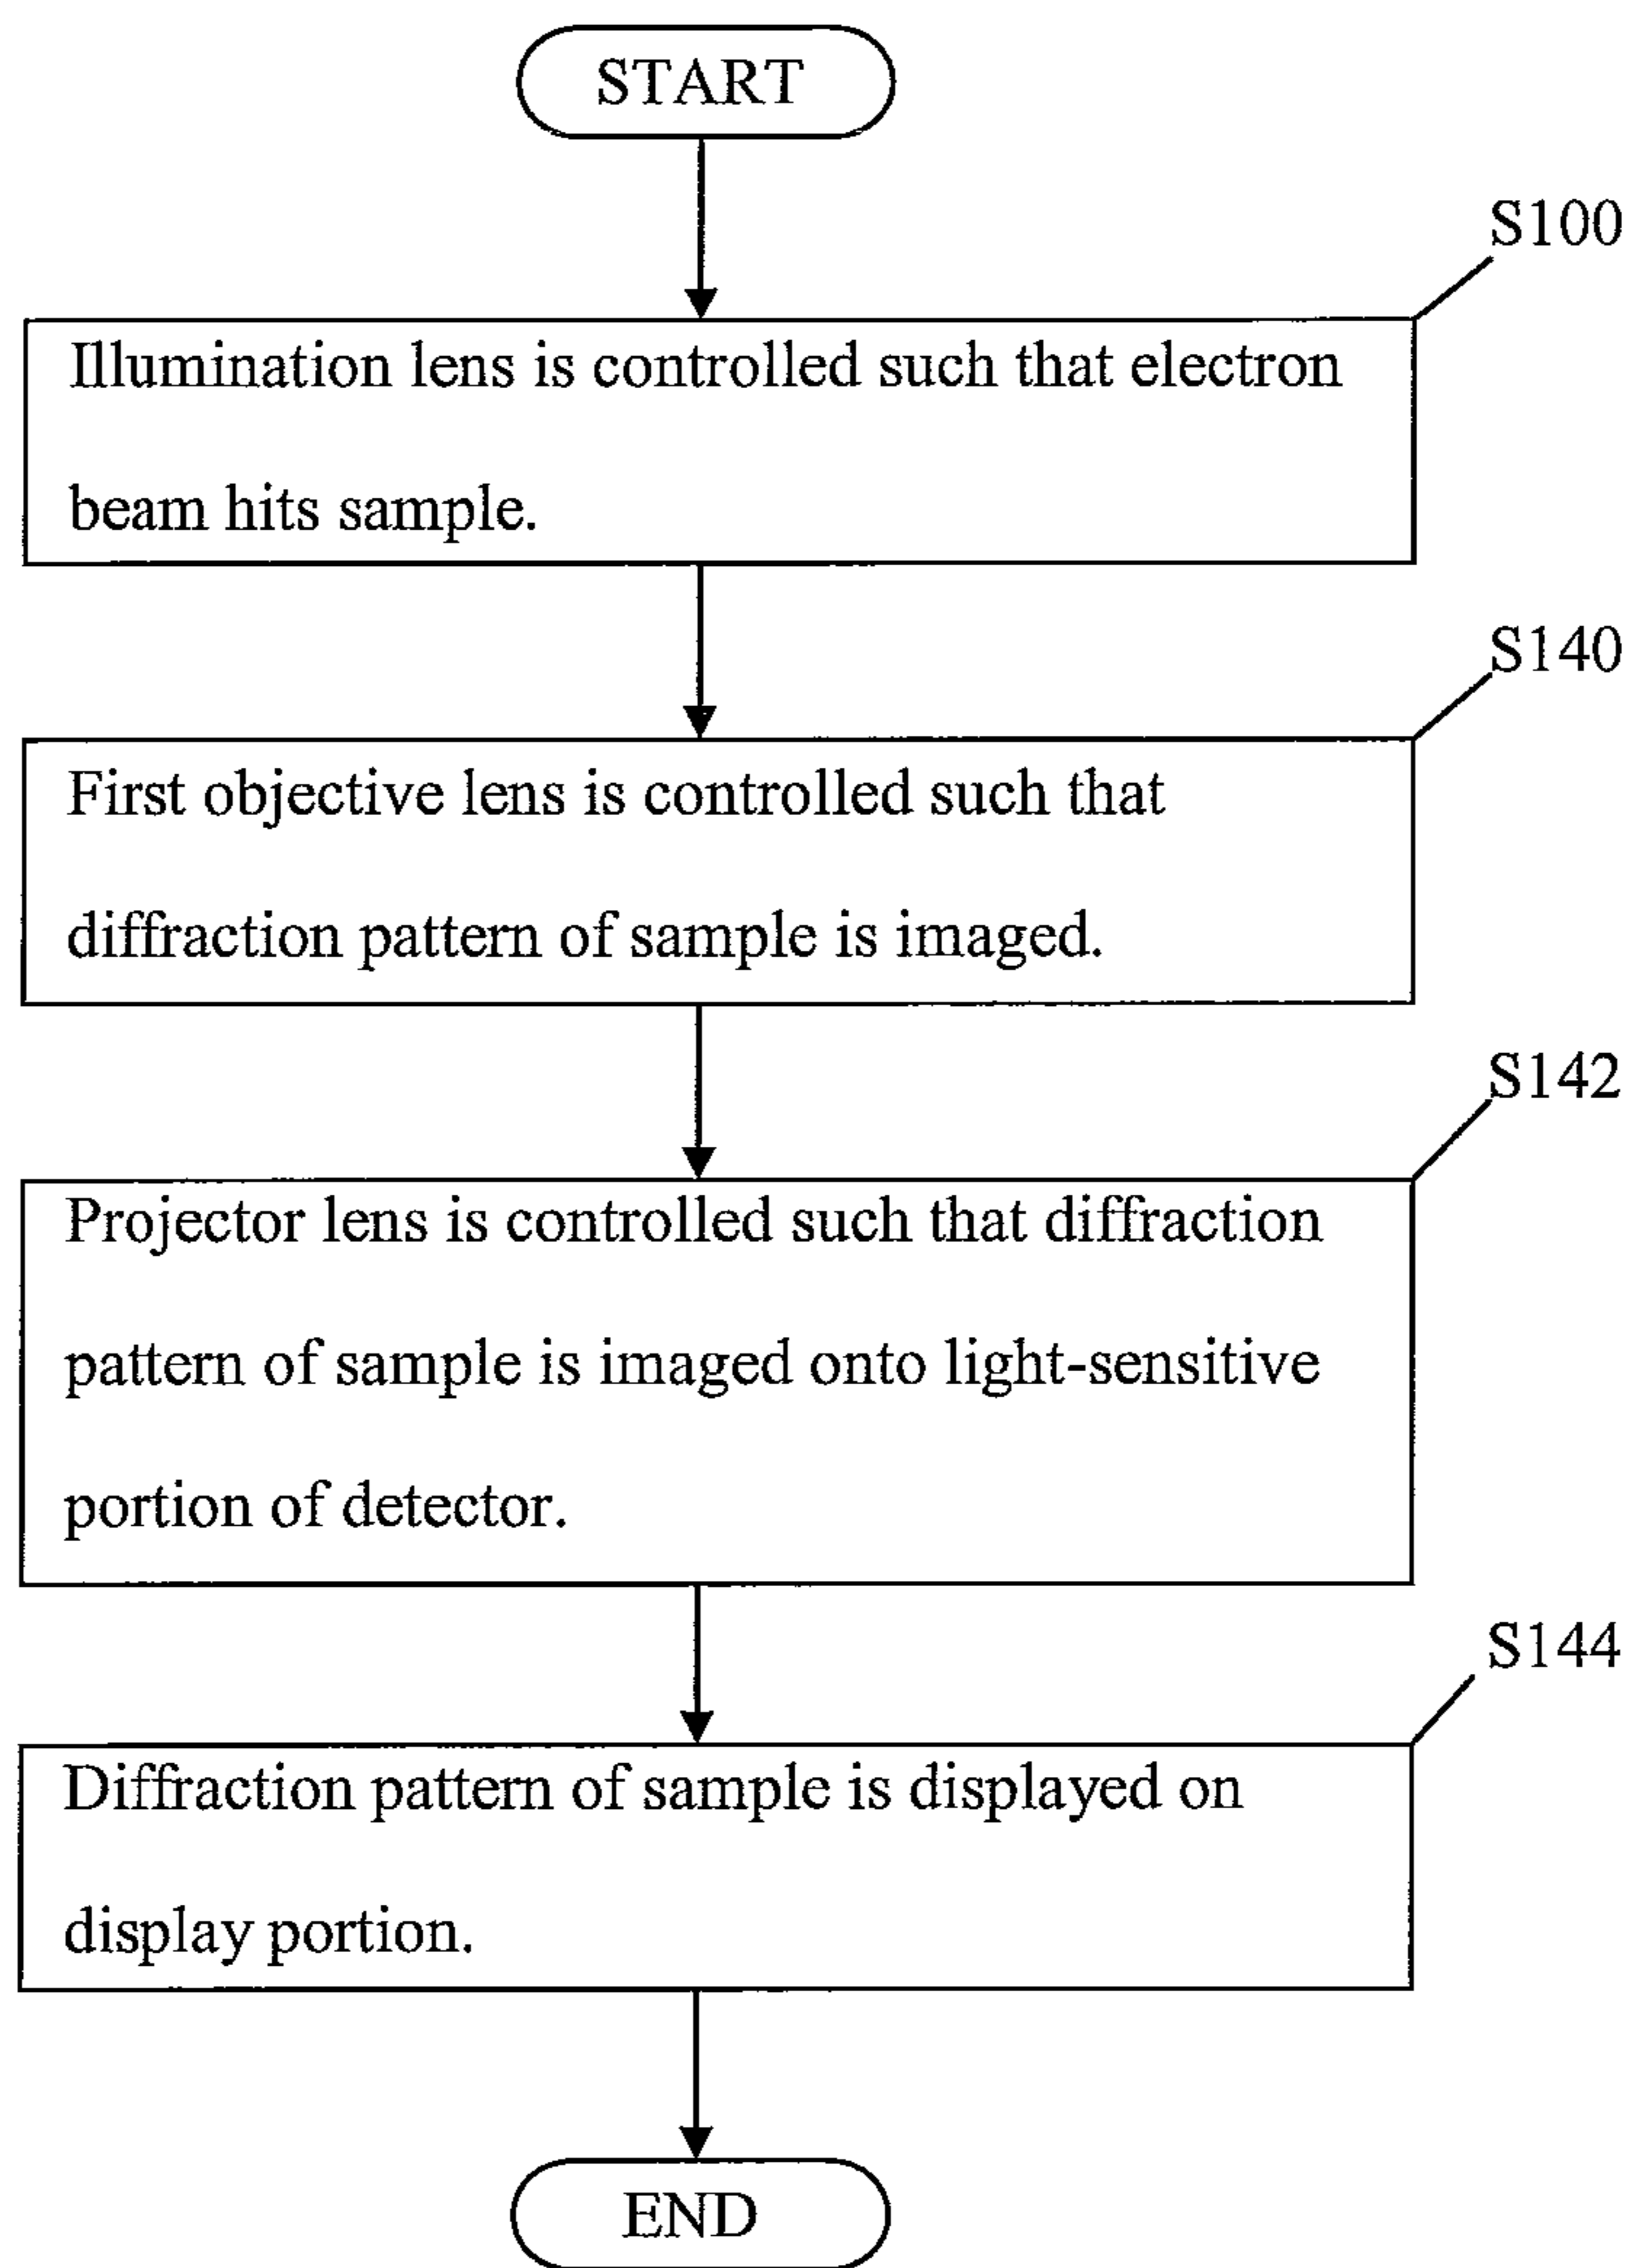 START
S100
Illumination lens is controlled such that electron
beam hits sample.
S140
First objective lens is controlled such that
diffraction pattern of sample is imaged.
S142
Projector lens is controlled such that diffraction
pattern of sample is imaged onto light-sensitive
portion of detector.
S144
Diffraction pattern of sample is displayed on
display portion.
END